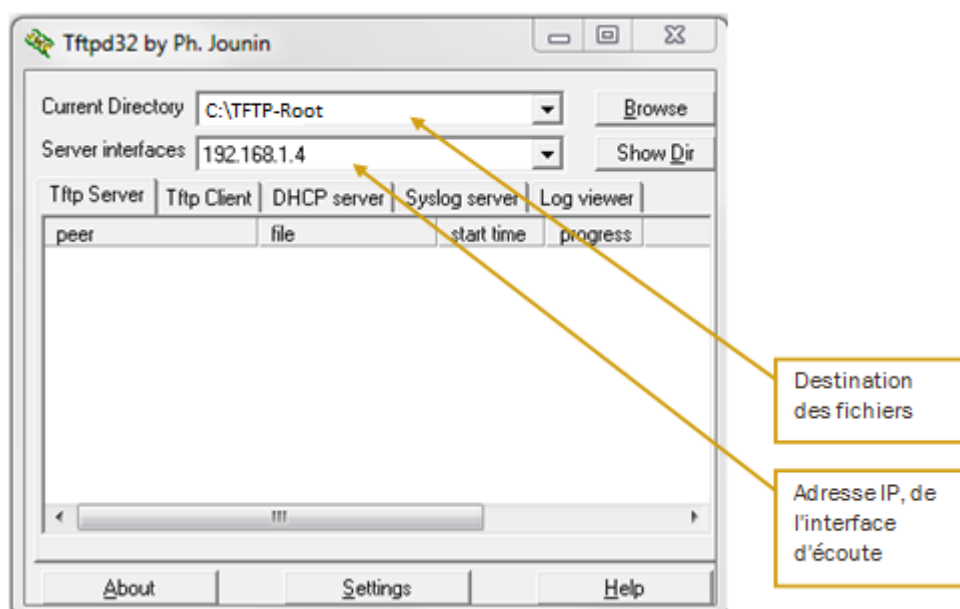 Tftpd32 by Ph. Jounin
Current Directory C:\TFTP-Root Browse
Server interfaces 192.168.1.4 Show Dir
Tftp Server Tftp Client DHCP server Syslog server Log viewer
peer file start time progress
Destination
des fichiers
Adresse IP, de
l'interface
d'écoute
About Settings Help